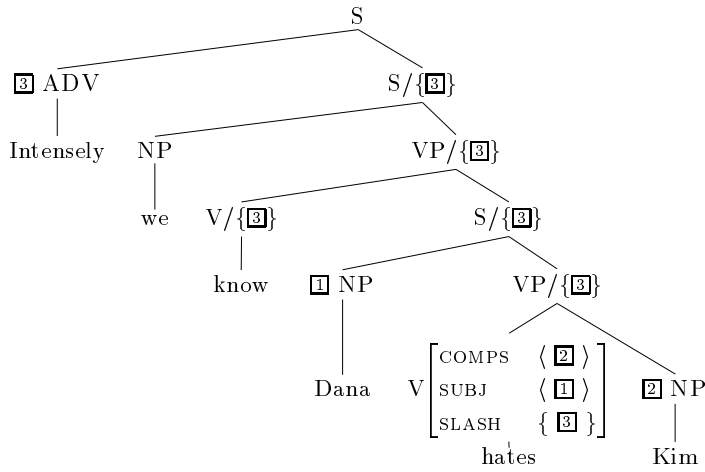 S
3 ADV S/{3}
Intensely NP VP/{3}
we V/{3} S/{3}
know 1 NP VP/{3}
Dana V COMPS ⟨ 2 ⟩ 2 NP
SUBJ ⟨ 1 ⟩
SLASH { 3 }
hates Kim